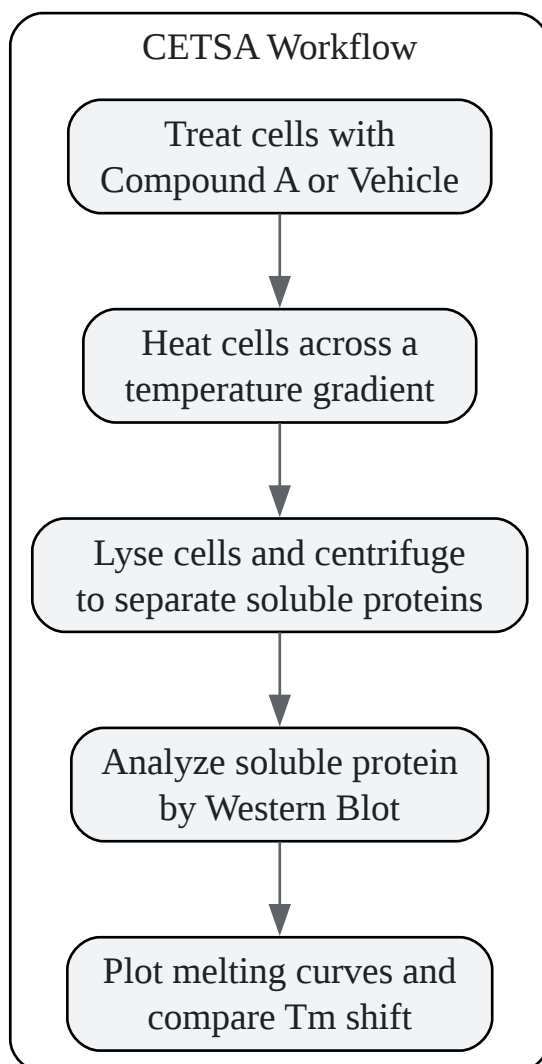 CETSA Workflow
Treat cells with
Compound A or Vehicle
Heat cells across a
temperature gradient
Lyse cells and centrifuge
to separate soluble proteins
Analyze soluble protein
by Western Blot
Plot melting curves and
compare Tm shift